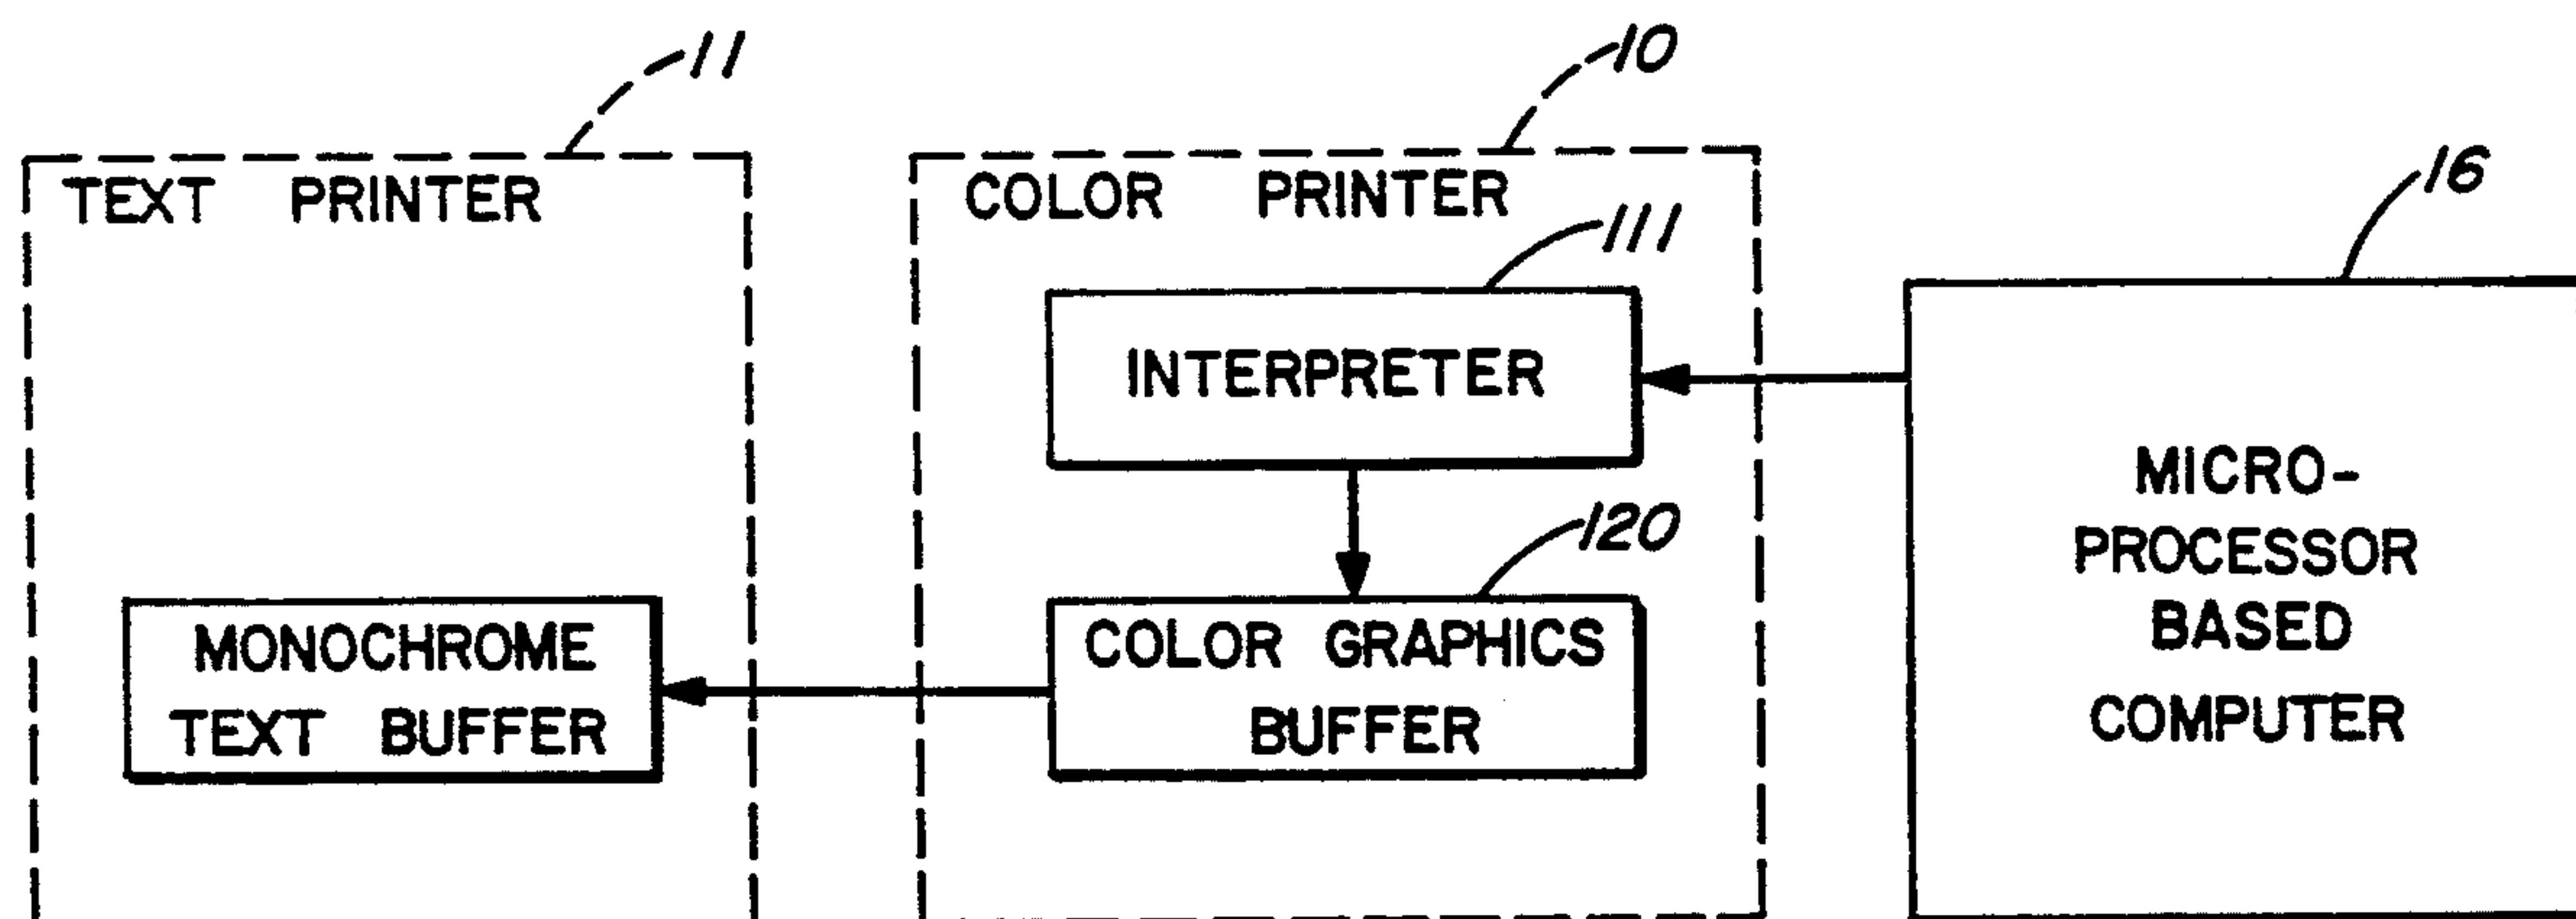 11
10
16
TEXT PRINTER
COLOR PRINTER
111
INTERPRETER
MICRO-
PROCESSOR
BASED
COMPUTER
120
COLOR GRAPHICS
BUFFER
MONOCHROME
TEXT BUFFER